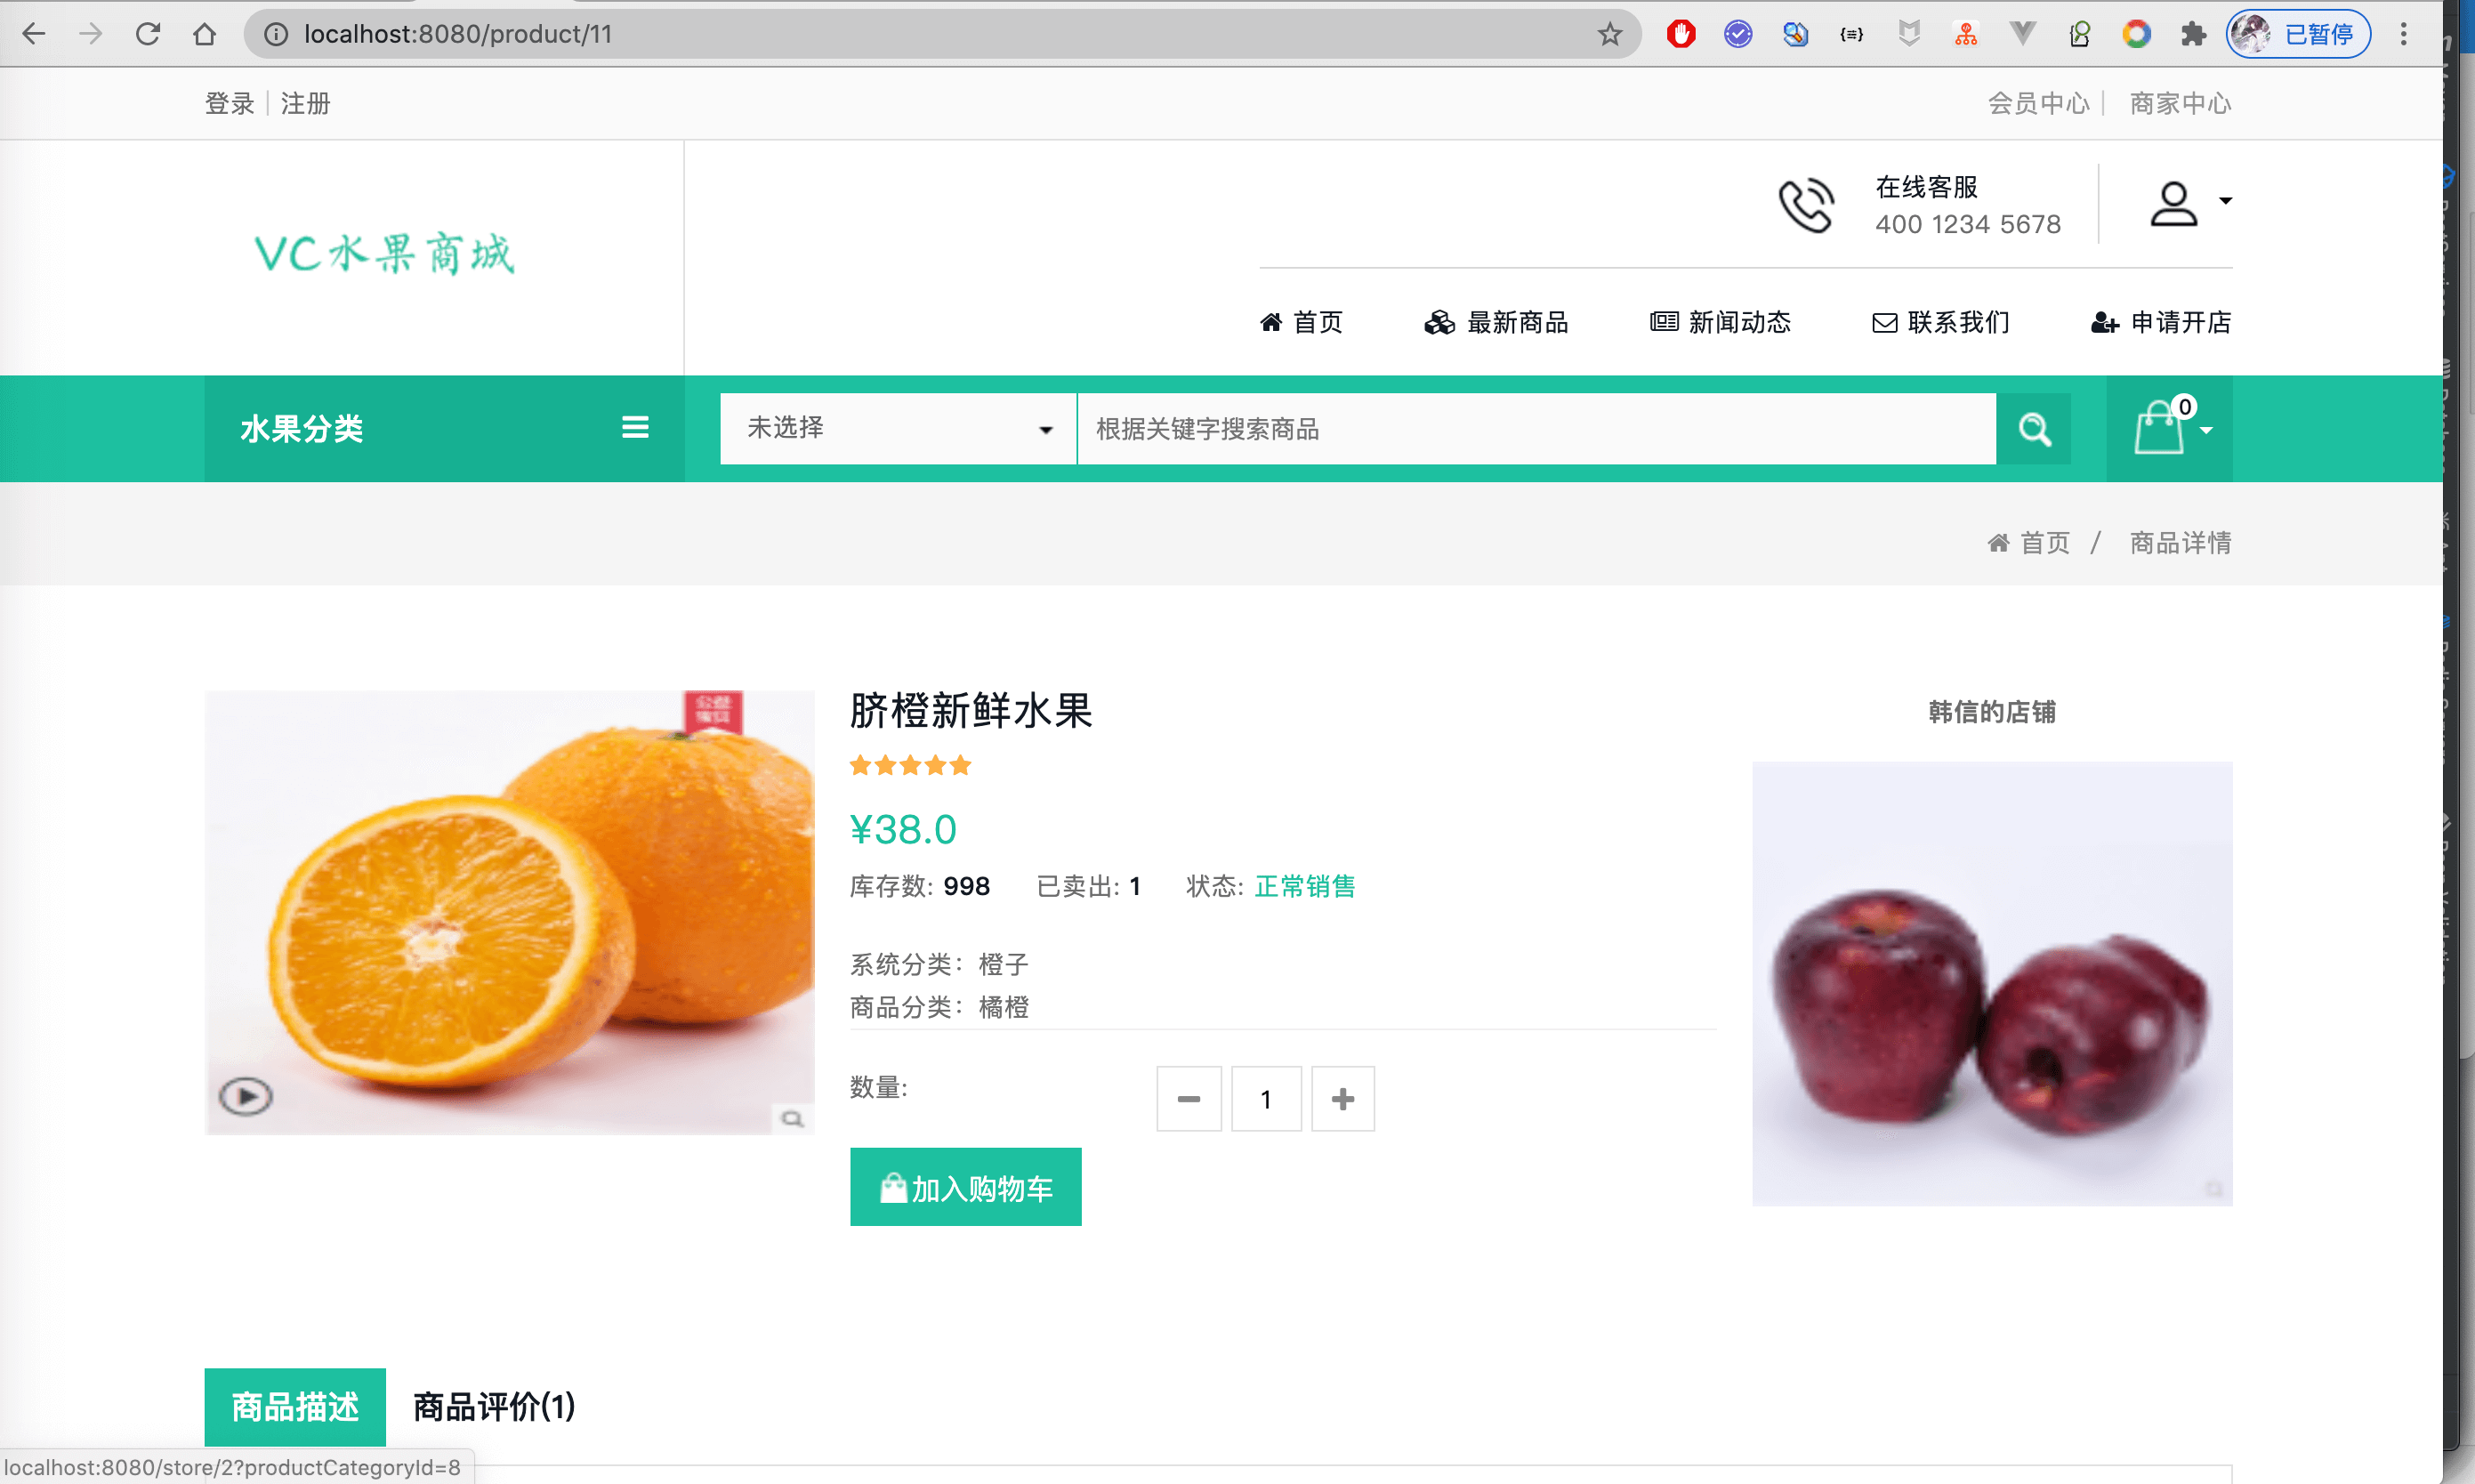 localhost:8080/product/11
已暂停
登录 | 注册
会员中心 | 商家中心
VC水果商城
在线客服
400 1234 5678
首页
最新商品
新闻动态
联系我们
申请开店
水果分类
未选择
根据关键字搜索商品
0
首页 / 商品详情
脐橙新鲜水果
¥38.0
库存数: 998 已卖出: 1 状态: 正常销售
系统分类：橙子
商品分类：橘橙
数量:
1
加入购物车
韩信的店铺
商品描述
商品评价(1)
localhost:8080/store/2?productCategoryId=8